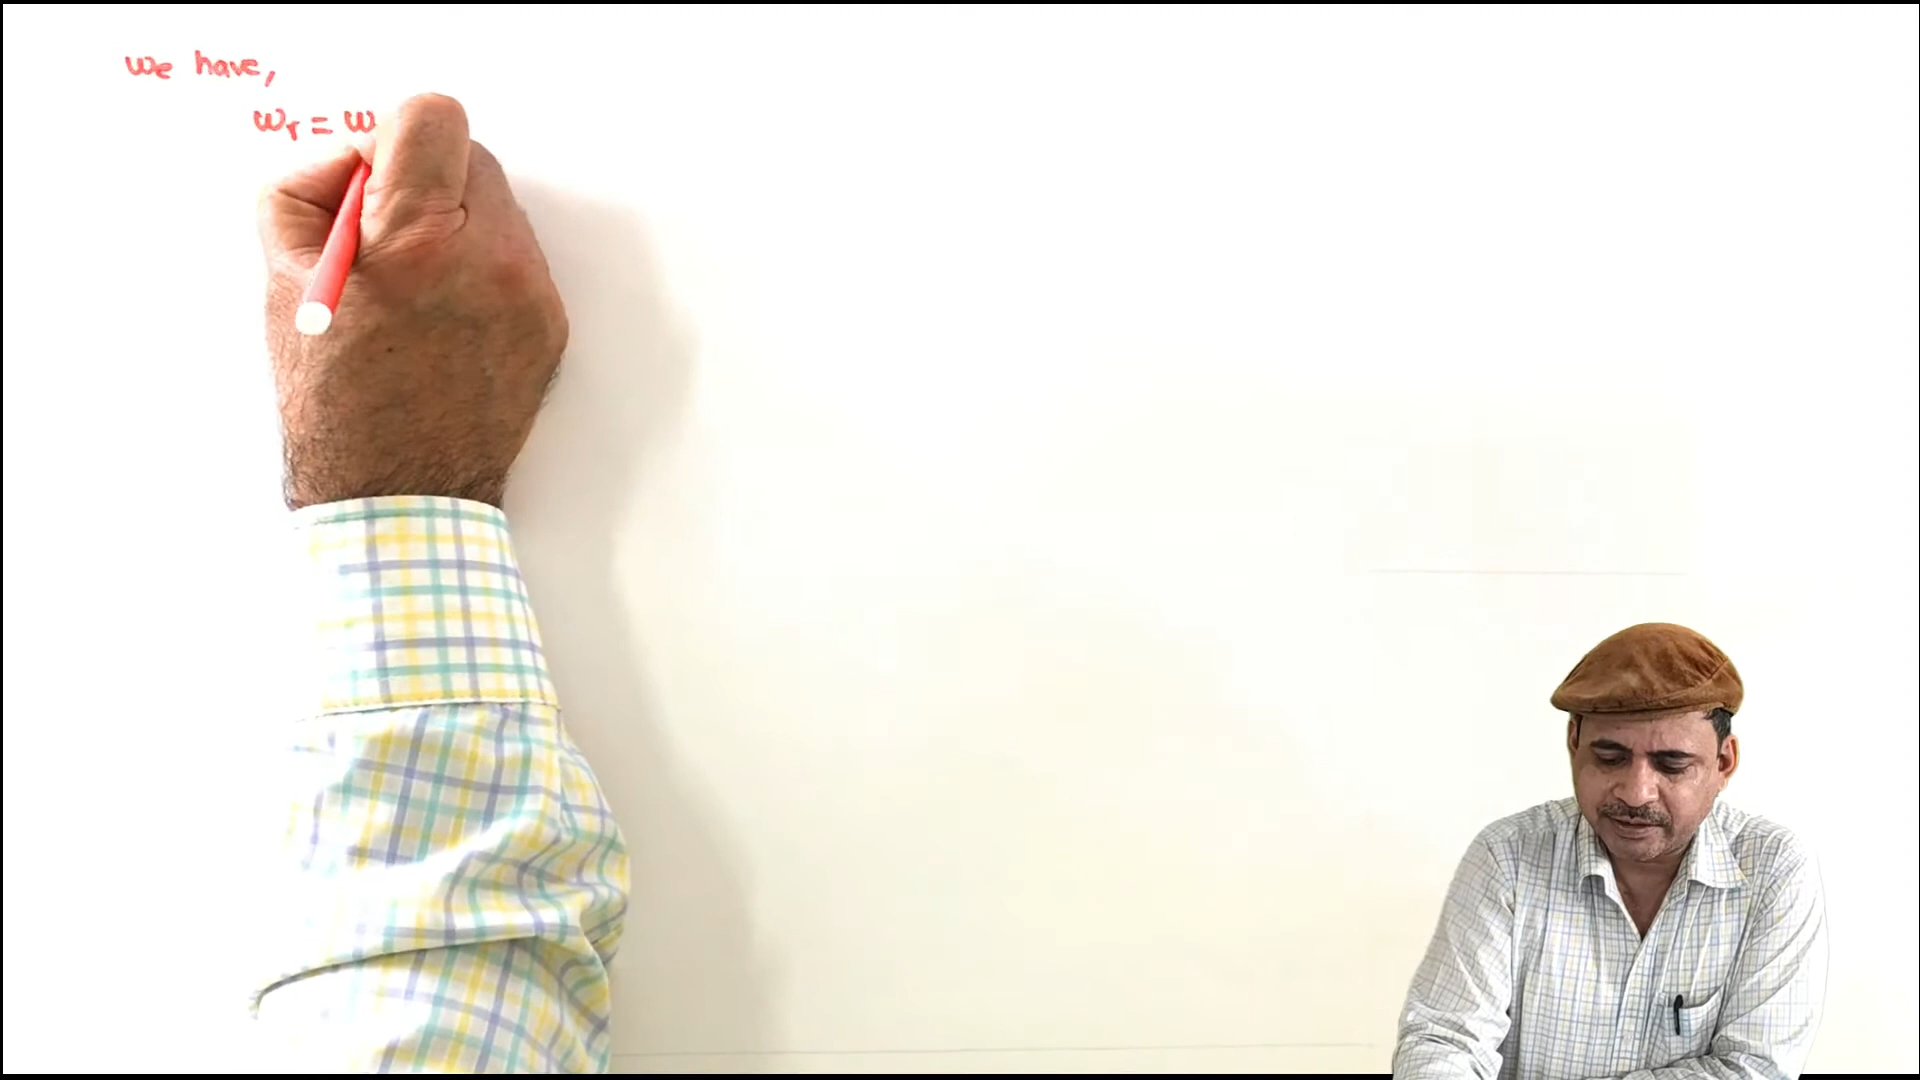 we have,
ωᵣ = ω